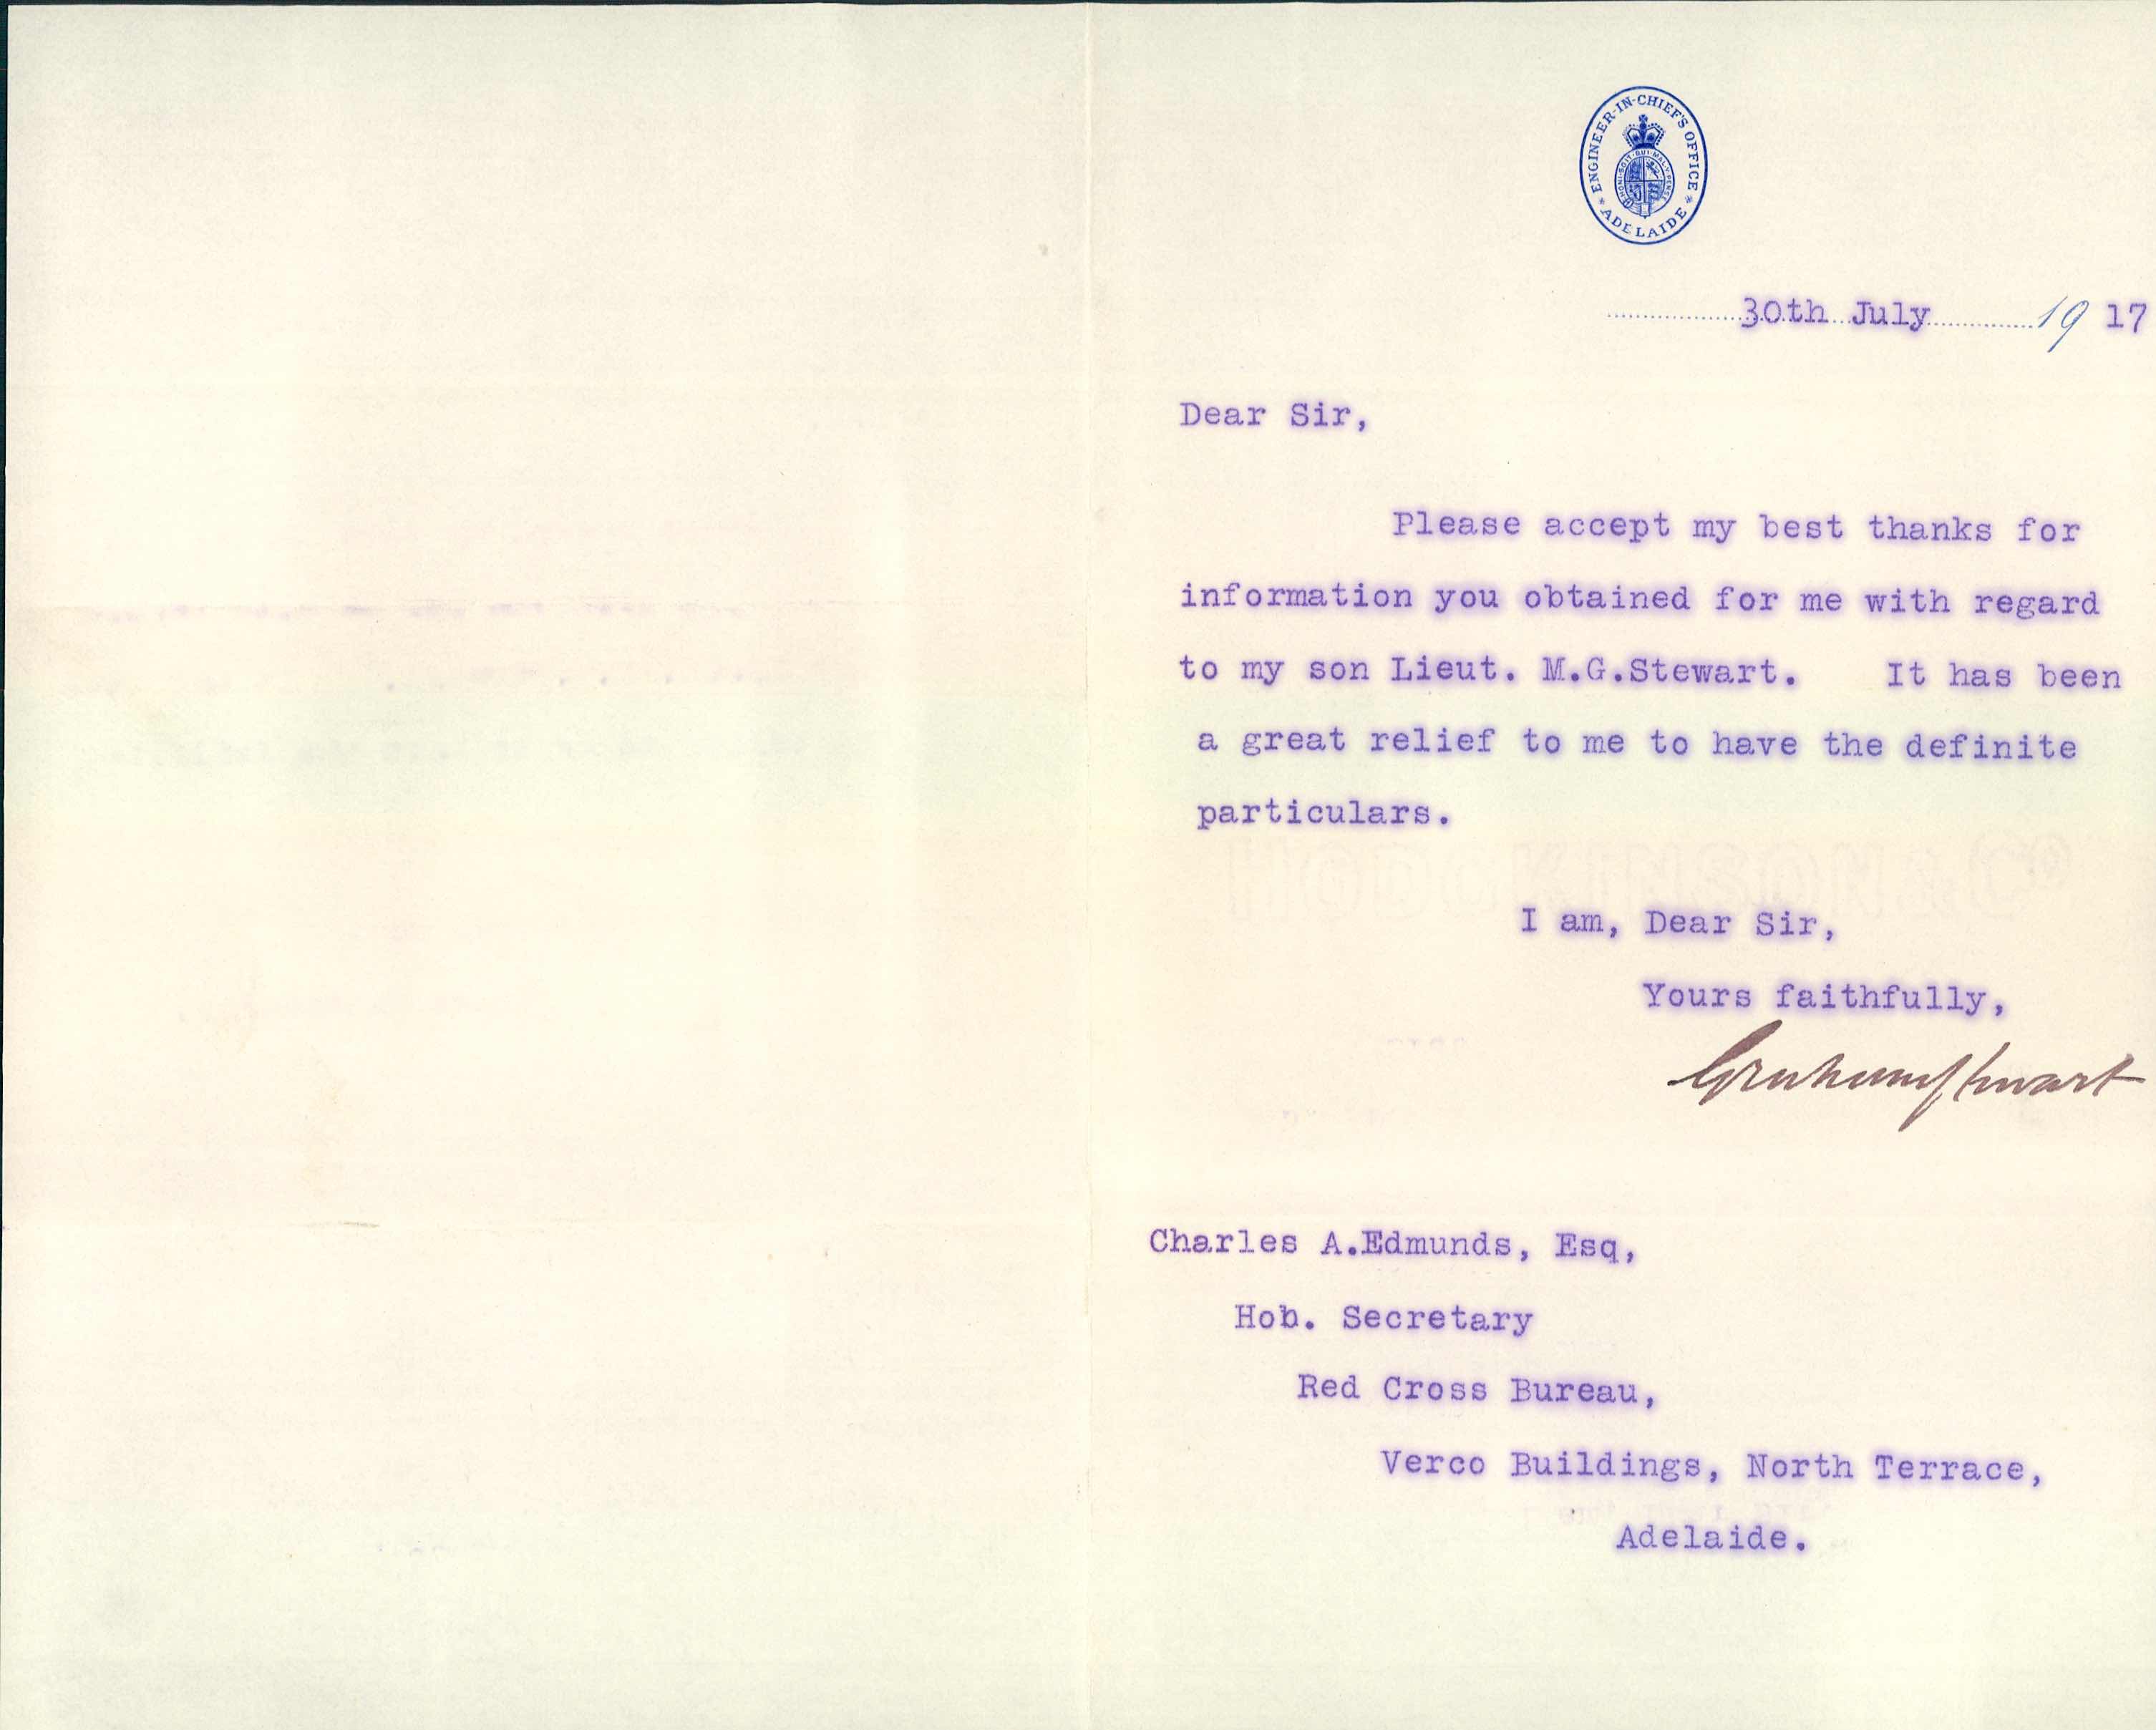 ENGINEER-IN-CHIEF'S OFFICE
* ADELAIDE *
30th July 1917
Dear Sir,
Please accept my best thanks for
information you obtained for me with regard
to my son Lieut. M.G.Stewart. It has been
a great relief to me to have the definite
particulars.
I am, Dear Sir,
Yours faithfully,
Graham Stewart
Charles A.Edmunds, Esq,
Hon. Secretary
Red Cross Bureau,
Verco Buildings, North Terrace,
Adelaide.